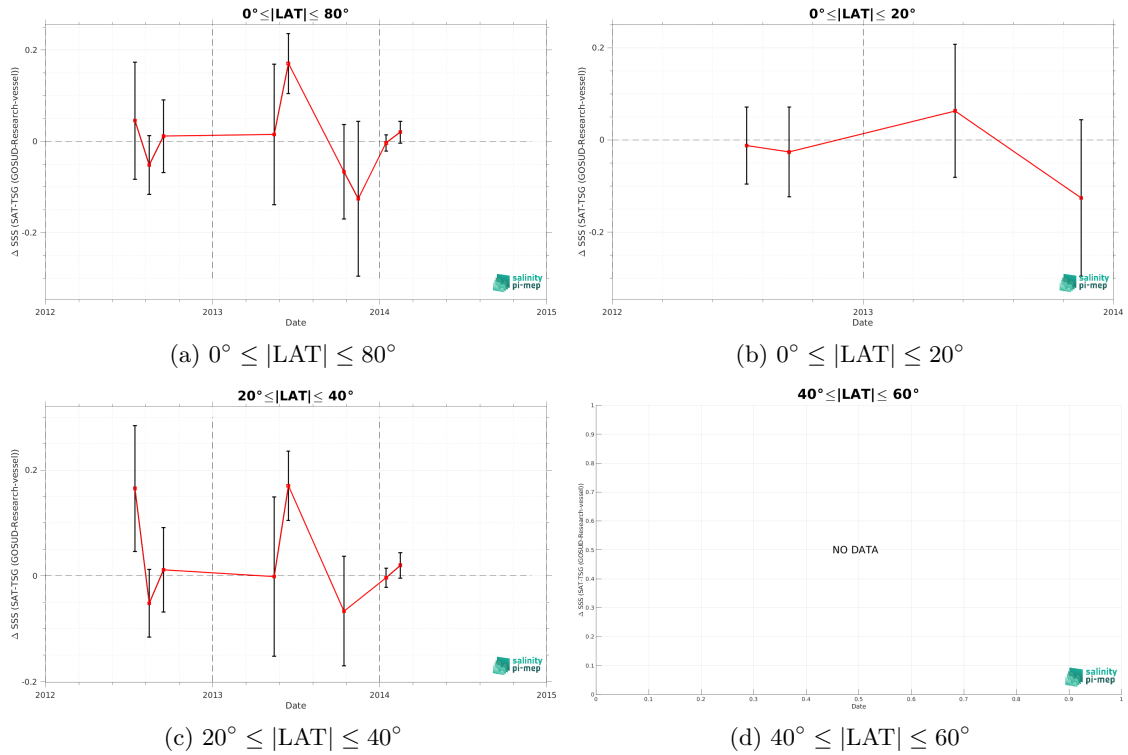 0°≤|LAT|≤ 80°
Δ SSS (SAT-TSG (GOSUD-Research-vessel))
0.2
0
-0.2
2012 2013 2014 2015
Date
salinity
pi-mep
(a) 0° ≤ |LAT| ≤ 80°
0°≤|LAT|≤ 20°
Δ SSS (SAT-TSG (GOSUD-Research-vessel))
0.2
0
-0.2
2012 2013 2014
Date
salinity
pi-mep
(b) 0° ≤ |LAT| ≤ 20°
20°≤|LAT|≤ 40°
Δ SSS (SAT-TSG (GOSUD-Research-vessel))
0.2
0
-0.2
2012 2013 2014 2015
Date
salinity
pi-mep
(c) 20° ≤ |LAT| ≤ 40°
40°≤|LAT|≤ 60°
Δ SSS (SAT-TSG (GOSUD-Research-vessel))
1
0.9
0.8
0.7
0.6
0.5
0.4
0.3
0.2
0.1
0
NO DATA
0 0.1 0.2 0.3 0.4 0.5 0.6 0.7 0.8 0.9 1
Date
salinity
pi-mep
(d) 40° ≤ |LAT| ≤ 60°